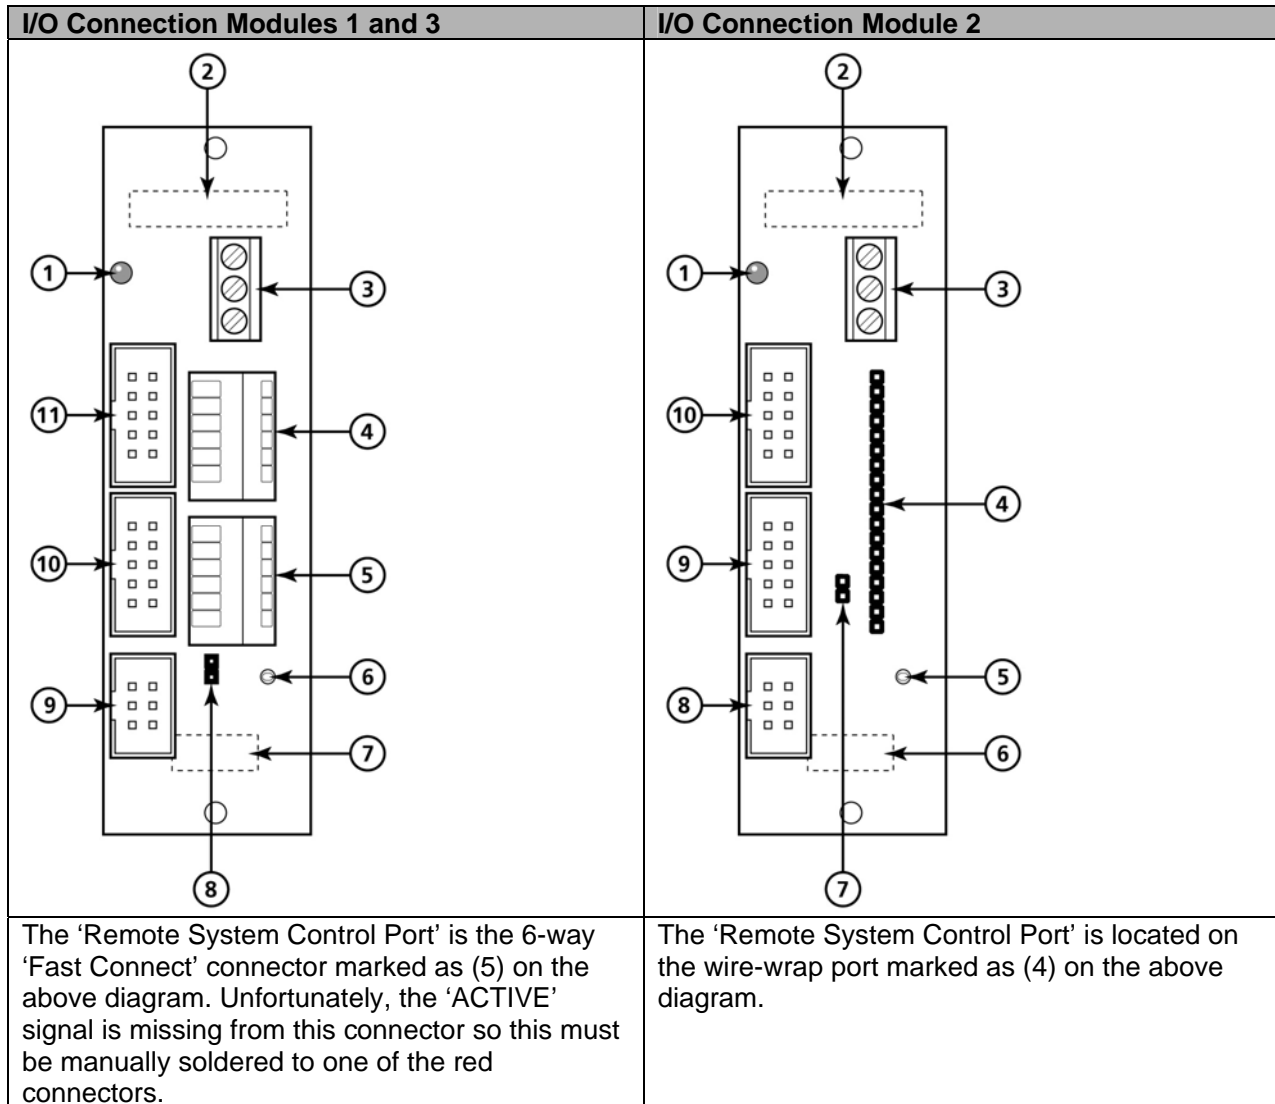 I/O Connection Modules 1 and 3
2
1
3
11
4
10
5
6
9
7
8
The ‘Remote System Control Port’ is the 6-way
‘Fast Connect’ connector marked as (5) on the
above diagram. Unfortunately, the ‘ACTIVE’
signal is missing from this connector so this must
be manually soldered to one of the red
connectors.
I/O Connection Module 2
2
1
3
10
4
9
5
8
6
7
The ‘Remote System Control Port’ is located on
the wire-wrap port marked as (4) on the above
diagram.